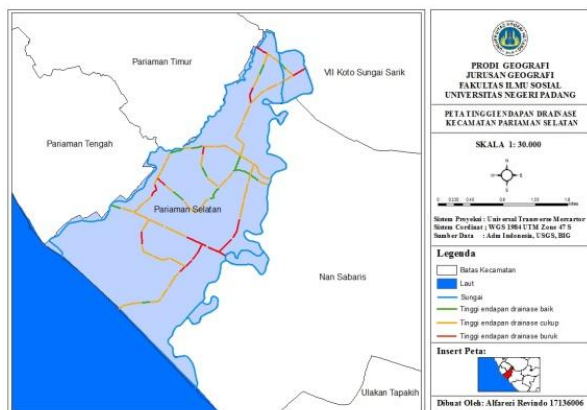 Pariaman Timur
VII Koto Sungai Sarik
Pariaman Tengah
Pariaman Selatan
Nan Sabaris
Ulakan Tapakih
PRODI GEOGRAFI
JURUSAN GEOGRAFI
FAKULTAS ILMU SOSIAL
UNIVERSITAS NEGERI PADANG
PETA TINGGI ENDAPAN DRAINASE
KECAMATAN PARIAMAN SELATAN
SKALA 1: 30.000
Sistem Proyeksi : Universal Transverse Mercartor
Sistem Cordinat ; WGS 1984 UTM Zone 47 S
Sumber Data : Adm Indonesia, USGS, BIG
Legenda
Batas Kecamatan
Laut
Sungai
Tinggi endapan drainase baik
Tinggi endapan drainase cukup
Tinggi endapan drainase buruk
Insert Peta:
Dibuat Oleh: Alfareri Revindo 17136006